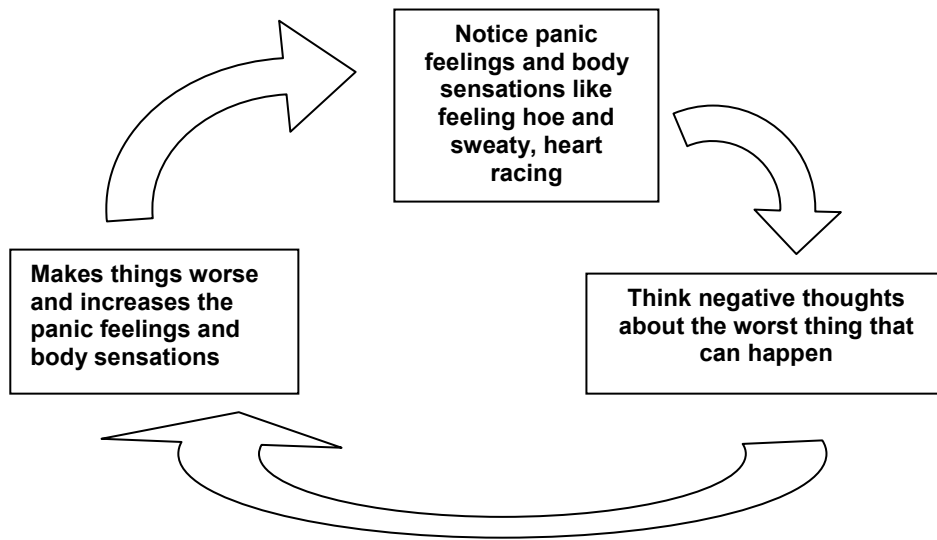 Notice panic
feelings and body
sensations like
feeling hoe and
sweaty, heart
racing
Think negative thoughts
about the worst thing that
can happen
Makes things worse
and increases the
panic feelings and
body sensations